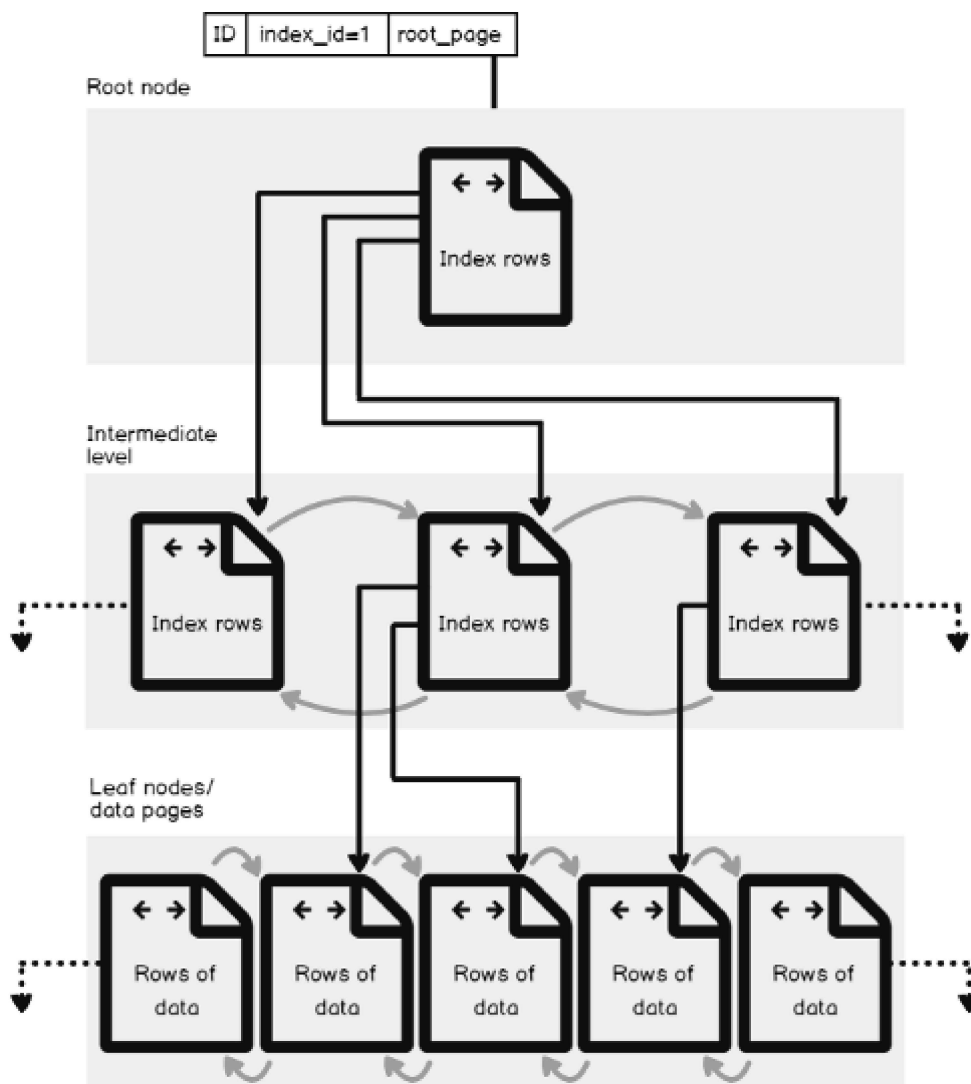 ID index_id=1 root_page
Root node
Index rows
Intermediate
level
Index rows Index rows Index rows
Leaf nodes/
data pages
Rows of Rows of Rows of Rows of Rows of
data data data data data